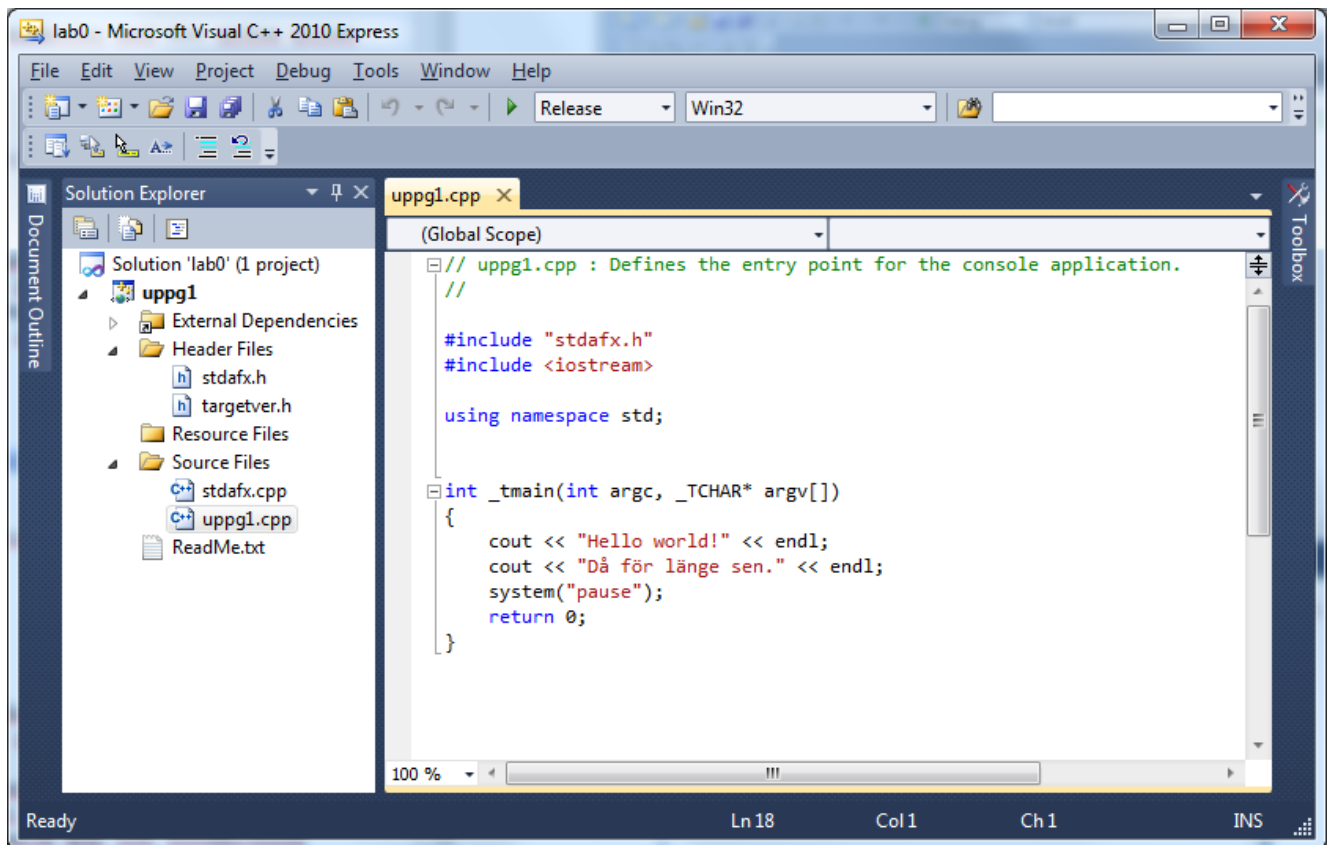 lab0 - Microsoft Visual C++ 2010 Express
File Edit View Project Debug Tools Window Help
Release Win32
Document Outline
Solution Explorer
Solution 'lab0' (1 project)
uppg1
External Dependencies
Header Files
stdafx.h
targetver.h
Resource Files
Source Files
stdafx.cpp
uppg1.cpp
ReadMe.txt
uppg1.cpp
(Global Scope)
// uppg1.cpp : Defines the entry point for the console application.
//
#include "stdafx.h"
#include <iostream>
using namespace std;
int _tmain(int argc, _TCHAR* argv[])
{
cout << "Hello world!" << endl;
cout << "Då för länge sen." << endl;
system("pause");
return 0;
}
100 %
Toolbox
Ready Ln 18 Col 1 Ch 1 INS